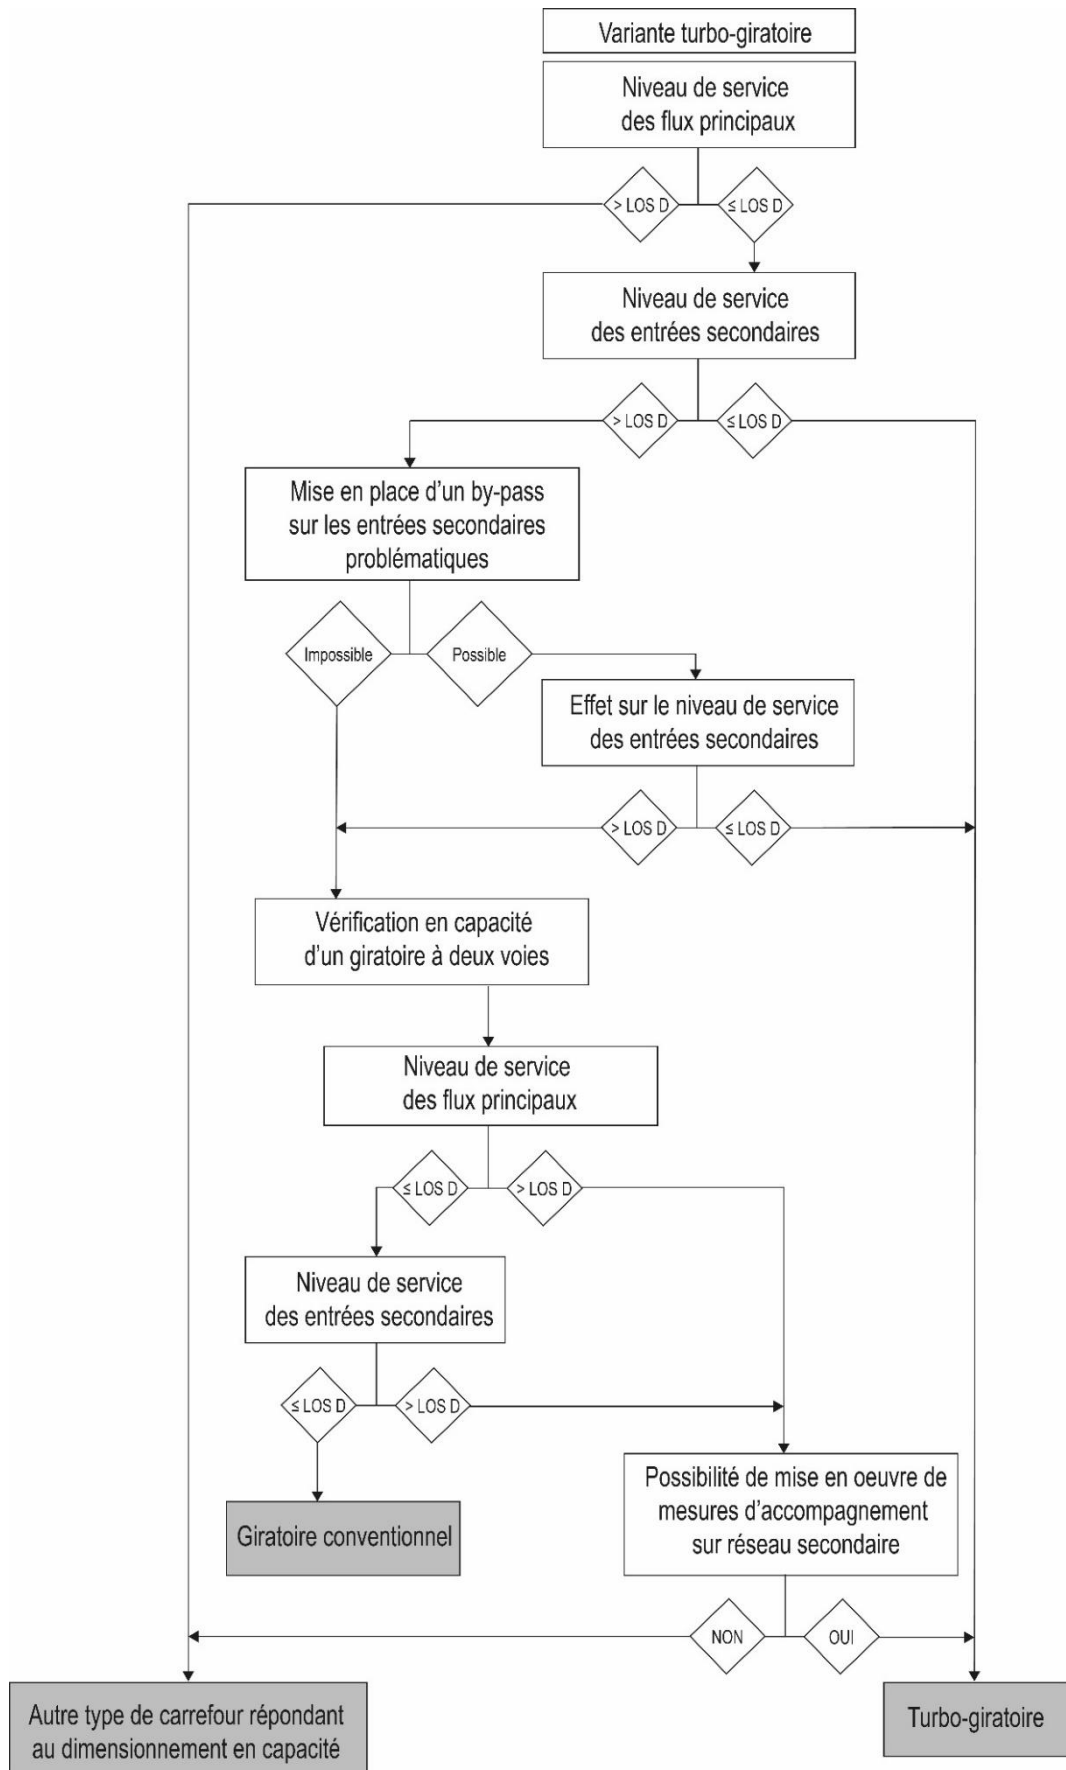 Variante turbo-giratoire
Niveau de service
des flux principaux
> LOS D
≤ LOS D
Niveau de service
des entrées secondaires
> LOS D
≤ LOS D
Mise en place d'un by-pass
sur les entrées secondaires
problématiques
Impossible
Possible
Effet sur le niveau de service
des entrées secondaires
> LOS D
≤ LOS D
Vérification en capacité
d'un giratoire à deux voies
Niveau de service
des flux principaux
≤ LOS D
> LOS D
Niveau de service
des entrées secondaires
≤ LOS D
> LOS D
Possibilité de mise en oeuvre de
mesures d'accompagnement
sur réseau secondaire
Giratoire conventionnel
NON
OUI
Autre type de carrefour répondant
au dimensionnement en capacité
Turbo-giratoire